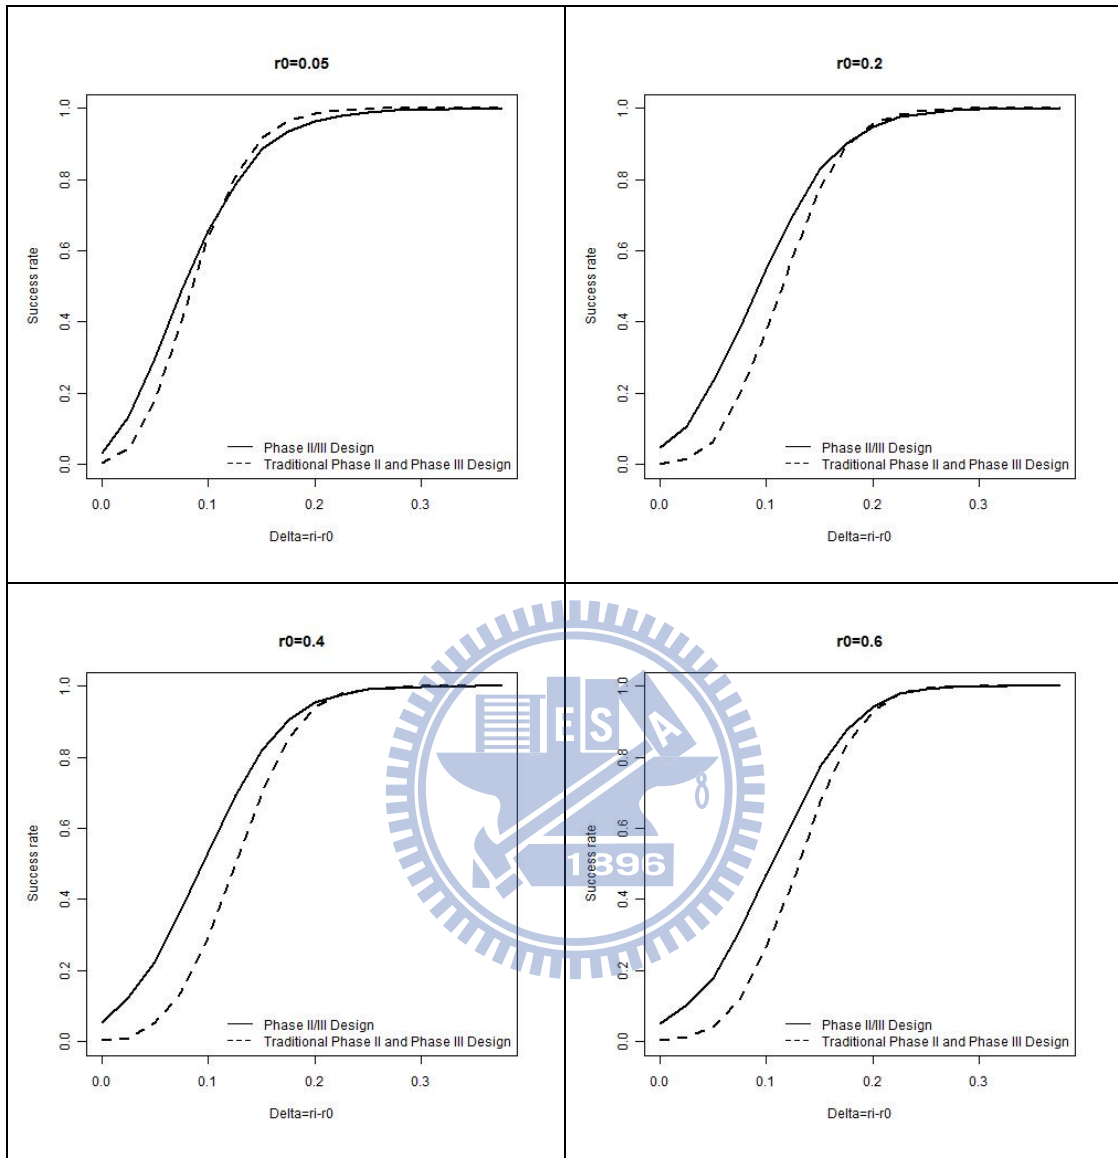 r0=0.05
1.0
0.8
0.6
0.4
0.2
0.0
Success rate
Phase II/III Design
Traditional Phase II and Phase III Design
0.0 0.1 0.2 0.3
Delta=ri-r0
r0=0.2
1.0
0.8
0.6
0.4
0.2
0.0
Success rate
Phase II/III Design
Traditional Phase II and Phase III Design
0.0 0.1 0.2 0.3
Delta=ri-r0
r0=0.4
1.0
0.8
0.6
0.4
0.2
0.0
Success rate
Phase II/III Design
Traditional Phase II and Phase III Design
0.0 0.1 0.2 0.3
Delta=ri-r0
r0=0.6
1.0
0.8
0.6
0.4
0.2
0.0
Success rate
Phase II/III Design
Traditional Phase II and Phase III Design
0.0 0.1 0.2 0.3
Delta=ri-r0
E S A
1896